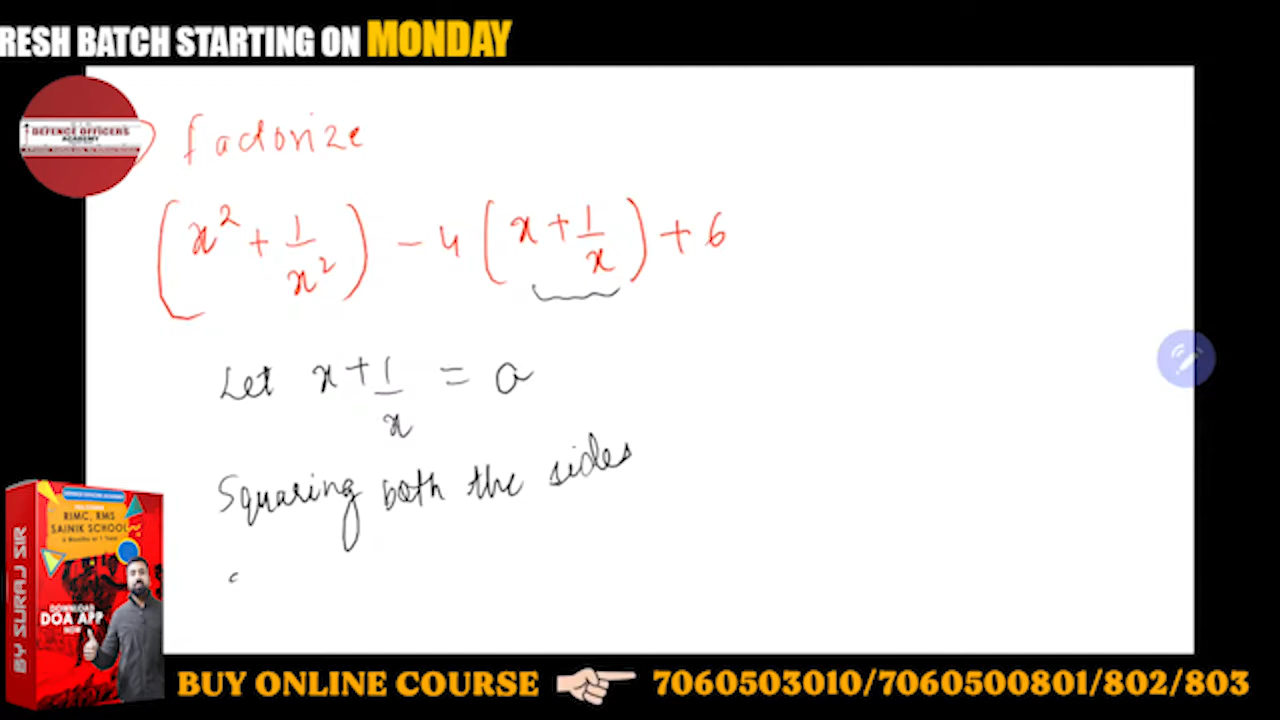 RESH BATCH STARTING ON MONDAY
DEFENCE OFFICERS
ACADEMY
factorize
(x² + 1/x²) - 4 (x + 1/x) + 6
Let x + 1/x = a
Squaring both the sides
RIMC, RMS
SAINIK SCHOOL
DOWNLOAD
DOA APP
NOW
BY SURAJ SIR
BUY ONLINE COURSE 7060503010/7060500801/802/803